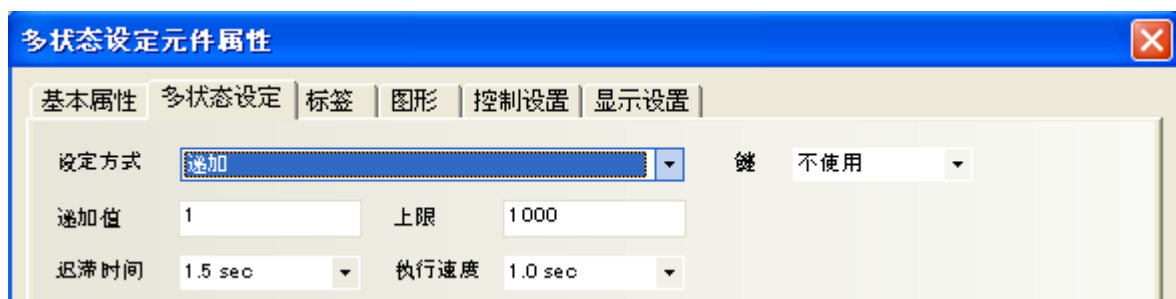 多状态设定元件属性
基本属性 多状态设定 标签 图形 控制设置 显示设置
设定方式 递加 键 不使用
递加值 1 上限 1000
迟滞时间 1.5 sec 执行速度 1.0 sec